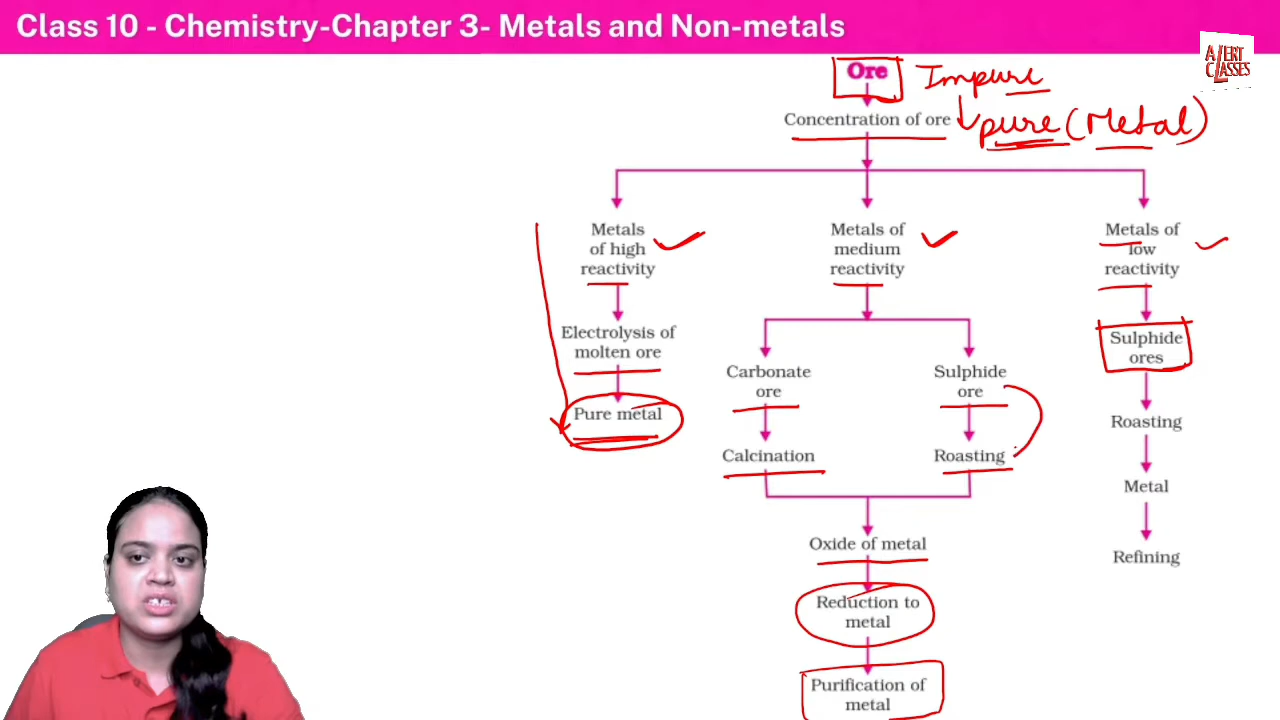 Class 10 - Chemistry-Chapter 3- Metals and Non-metals
ALERT
CLASSES
Ore
Impure
Concentration of ore
pure (Metal)
Metals
of high
reactivity
Metals of
medium
reactivity
Metals of
low
reactivity
Electrolysis of
molten ore
Sulphide
ores
Carbonate
ore
Sulphide
ore
Pure metal
Roasting
Calcination
Roasting
Metal
Oxide of metal
Refining
Reduction to
metal
Purification of
metal